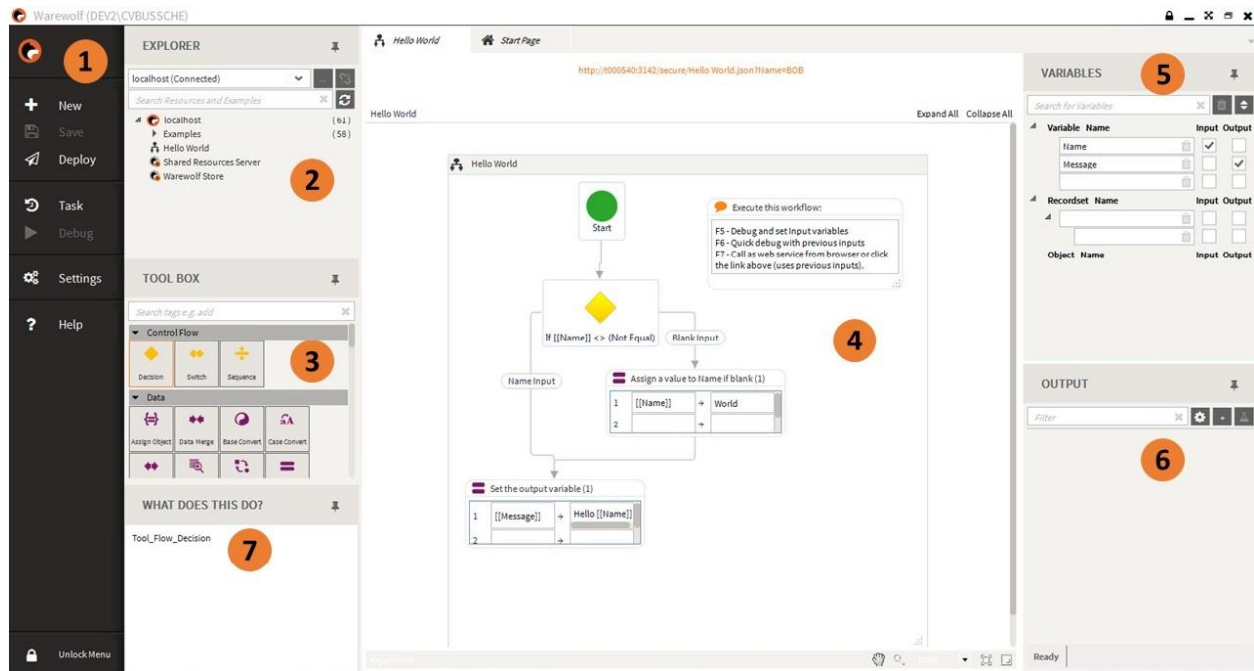 Warewolf (DEV2\CVBUSSCHE)
1
New
Save
Deploy
Task
Debug
Settings
Help
Unlock Menu
EXPLORER
localhost (Connected)
...
Search Resources and Examples
localhost (61)
Examples (58)
Hello World
Shared Resources Server
Warewolf Store
2
TOOL BOX
Search tags e.g. add
Control Flow
Decision
Switch
Sequence
3
Data
Assign Object
Data Merge
Base Convert
Case Convert
WHAT DOES THIS DO?
Tool_Flow_Decision
7
Hello World
Start Page
http://t000540:3142/secure/Hello World.json?Name=BOB
Hello World
Expand All Collapse All
Hello World
Start
Execute this workflow:
F5 - Debug and set Input variables
F6 - Quick debug with previous inputs
F7 - Call as web service from browser or click
the link above (uses previous inputs).
If [[Name]] <> (Not Equal)
Blank Input
4
Name Input
Assign a value to Name if blank (1)
1 [[Name]] → World
2 →
Set the output variable (1)
1 [[Message]] → Hello [[Name]]
2 →
VARIABLES
5
Search for Variables
Variable Name Input Output
Name
Message
Recordset Name Input Output
Object Name Input Output
OUTPUT
Filter
6
Ready